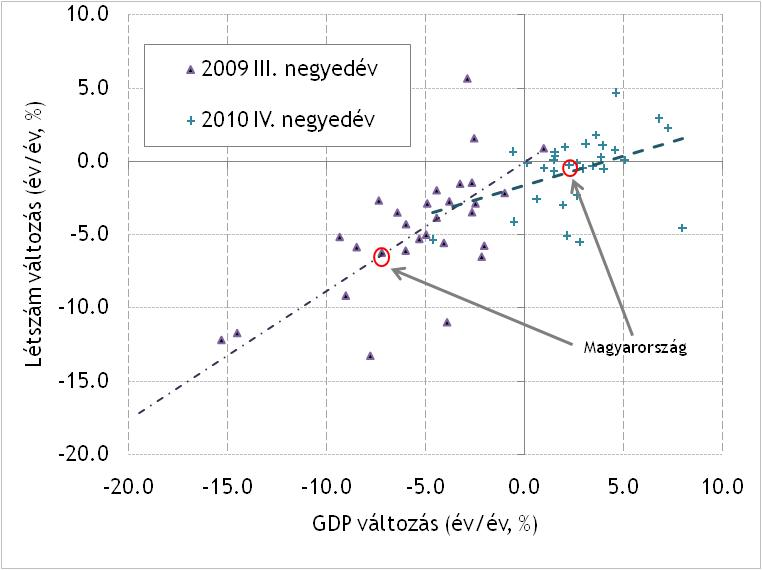 10.0
5.0
0.0
-5.0
-10.0
-15.0
-20.0
Létszám változás (év/év, %)
2009 III. negyedév
2010 IV. negyedév
Magyarország
-20.0 -15.0 -10.0 -5.0 0.0 5.0 10.0
GDP változás (év/év, %)